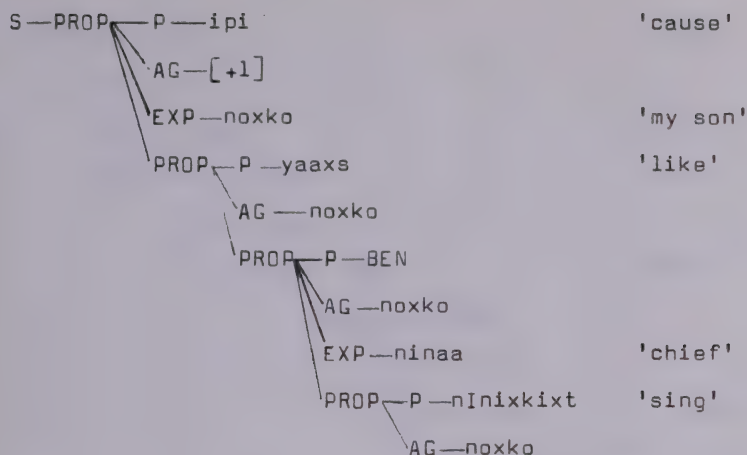 S—PROP—P—ipi 'cause'
AG—[+1]
EXP—noxko 'my son'
PROP—P—yaaxs 'like'
AG—noxko
PROP—P—BEN
AG—noxko
EXP—ninaa 'chief'
PROP—P—nInixkixt 'sing'
AG—noxko